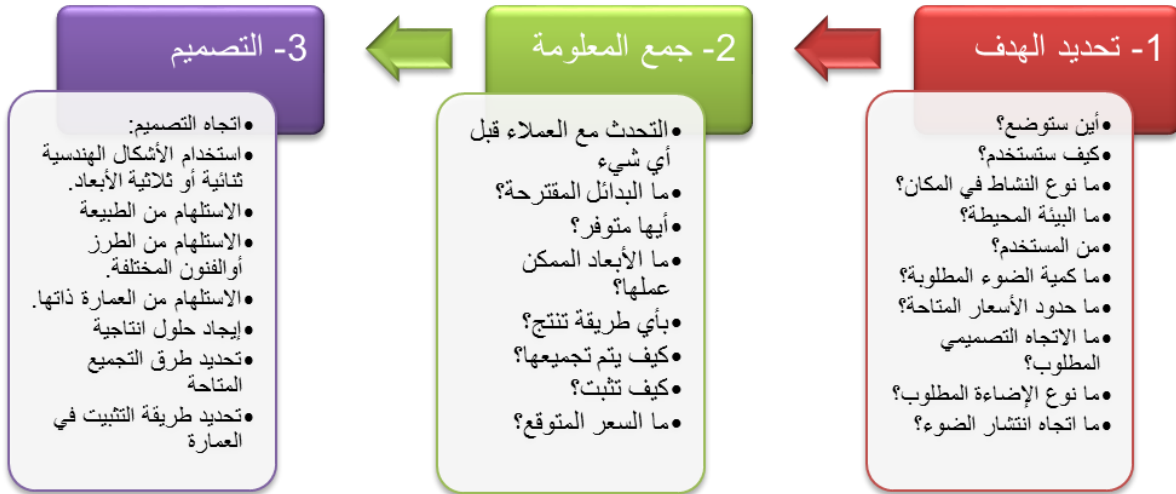 1- تحديد الهدف
•أين ستوضع؟
•كيف ستستخدم؟
•ما نوع النشاط في المكان؟
•ما البيئة المحيطة؟
•من المستخدم؟
•ما كمية الضوء المطلوبة؟
•ما حدود الأسعار المتاحة؟
•ما الاتجاه التصميمي
المطلوب؟
•ما نوع الإضاءة المطلوب؟
•ما اتجاه انتشار الضوء؟
2- جمع المعلومة
•التحدث مع العملاء قبل
أي شيء
•ما البدائل المقترحة؟
•أيها متوفر؟
•ما الأبعاد الممكن
عملها؟
•بأي طريقة تنتج؟
•كيف يتم تجميعها؟
•كيف تثبت؟
•ما السعر المتوقع؟
3- التصميم
•اتجاه التصميم:
•استخدام الأشكال الهندسية
ثنائية أو ثلاثية الأبعاد.
•الاستلهام من الطبيعة
•الاستلهام من الطرز
أوالفنون المختلفة.
•الاستلهام من العمارة ذاتها.
•إيجاد حلول انتاجية
•تحديد طرق التجميع
المتاحة
•تحديد طريقة التثبيت في
العمارة